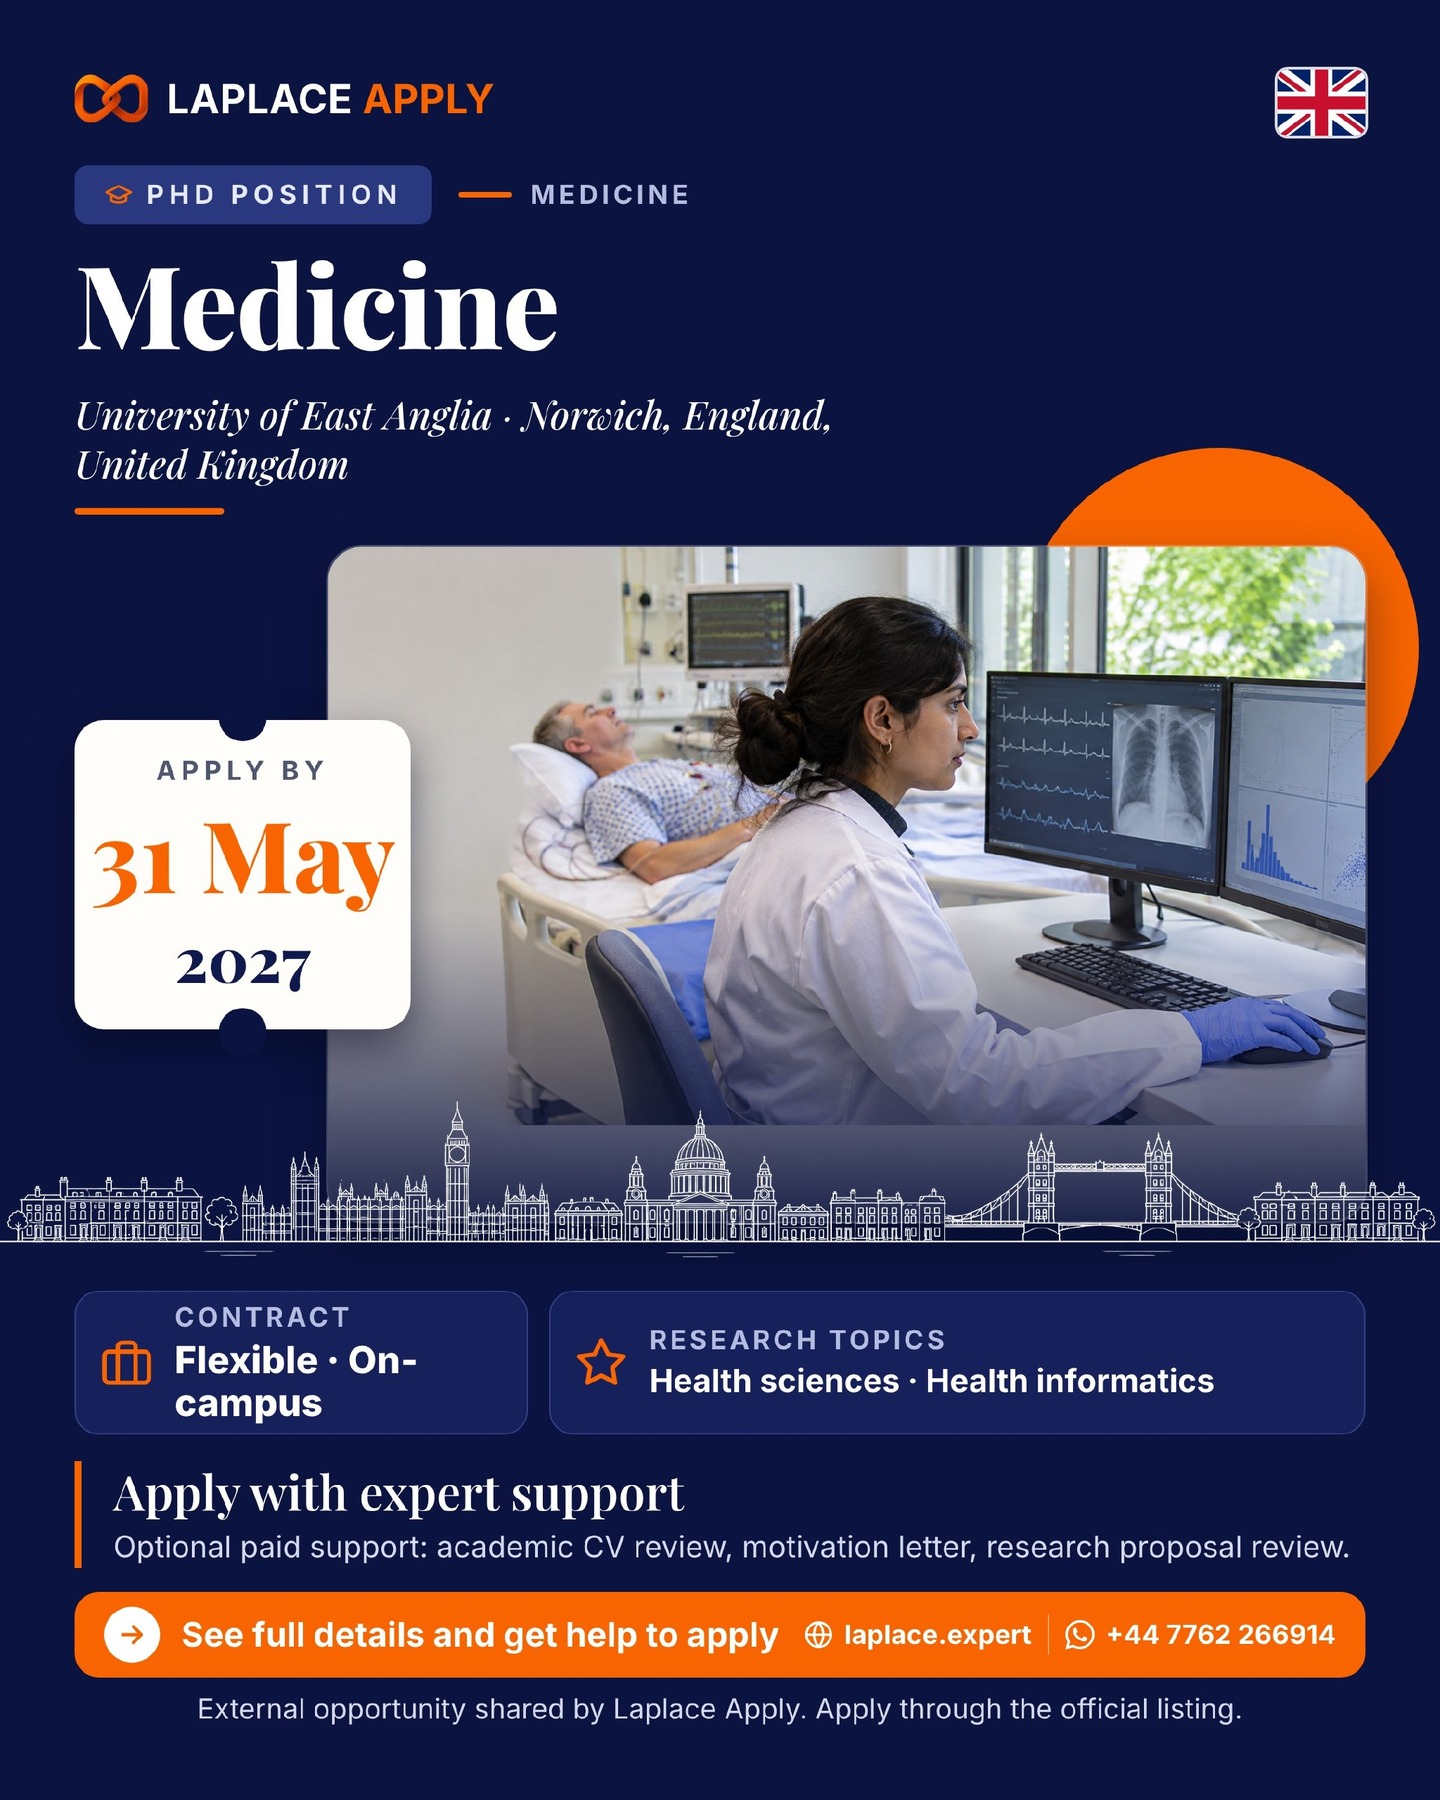 LAPLACE APPLY
PHD POSITION
MEDICINE
Medicine
University of East Anglia · Norwich, England,
United Kingdom
APPLY BY
31 May
2027
CONTRACT
Flexible · On-
campus
RESEARCH TOPICS
Health sciences · Health informatics
Apply with expert support
Optional paid support: academic CV review, motivation letter, research proposal review.
See full details and get help to apply
laplace.expert
+44 7762 266914
External opportunity shared by Laplace Apply. Apply through the official listing.